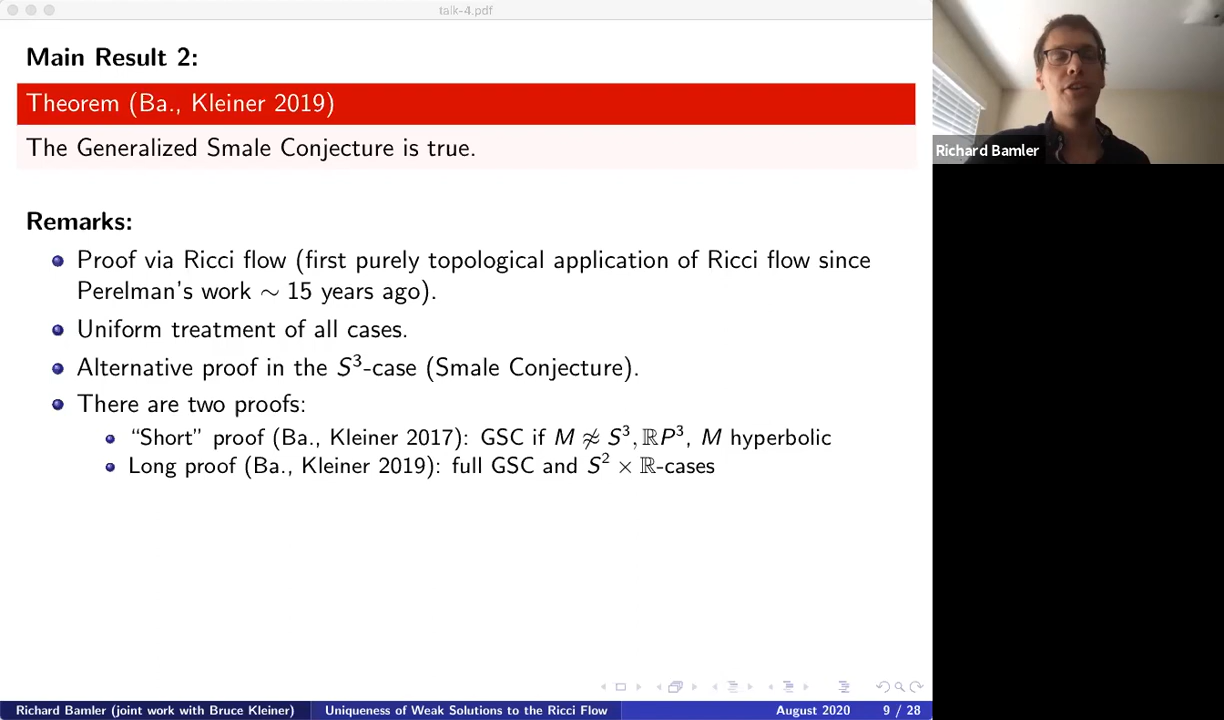 talk-4.pdf
Main Result 2:
Theorem (Ba., Kleiner 2019)
The Generalized Smale Conjecture is true.
Remarks:
Proof via Ricci flow (first purely topological application of Ricci flow since
Perelman's work ∼ 15 years ago).
Uniform treatment of all cases.
Alternative proof in the S³-case (Smale Conjecture).
There are two proofs:
“Short” proof (Ba., Kleiner 2017): GSC if M ≉ S³, ℝP³, M hyperbolic
Long proof (Ba., Kleiner 2019): full GSC and S² × ℝ-cases
Richard Bamler
Richard Bamler (joint work with Bruce Kleiner)
Uniqueness of Weak Solutions to the Ricci Flow
August 2020
9 / 28